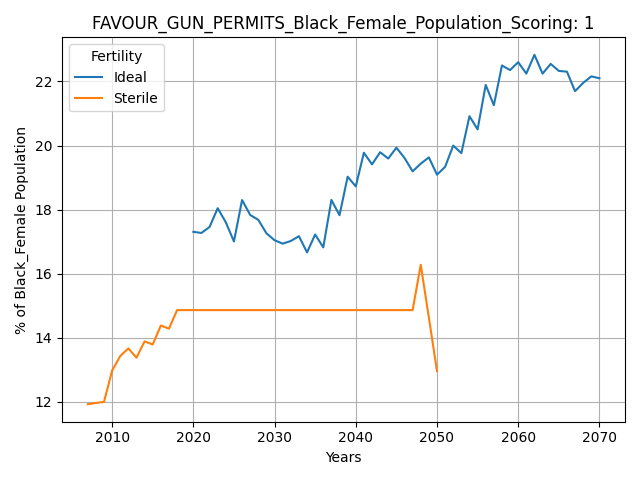 FAVOUR_GUN_PERMITS_Black_Female_Population_Scoring: 1
Fertility
Ideal
Sterile
% of Black_Female Population
22
20
18
16
14
12
2010 2020 2030 2040 2050 2060 2070
Years